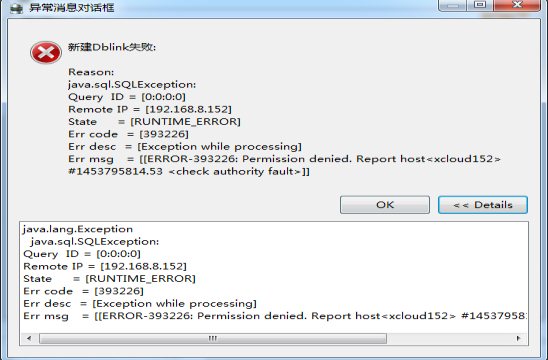 异常消息对话框
新建Dblink失败:
Reason:
java.sql.SQLException:
Query  ID = [0:0:0:0]
Remote IP = [192.168.8.152]
State     = [RUNTIME_ERROR]
Err code  = [393226]
Err desc  = [Exception while processing]
Err msg   = [[ERROR-393226: Permission denied. Report host<xcloud152>
#1453795814.53 <check authority fault>]]
OK
<< Details
java.lang.Exception
  java.sql.SQLException:
Query  ID = [0:0:0:0]
Remote IP = [192.168.8.152]
State     = [RUNTIME_ERROR]
Err code  = [393226]
Err desc  = [Exception while processing]
Err msg   = [[ERROR-393226: Permission denied. Report host<xcloud152> #1453795